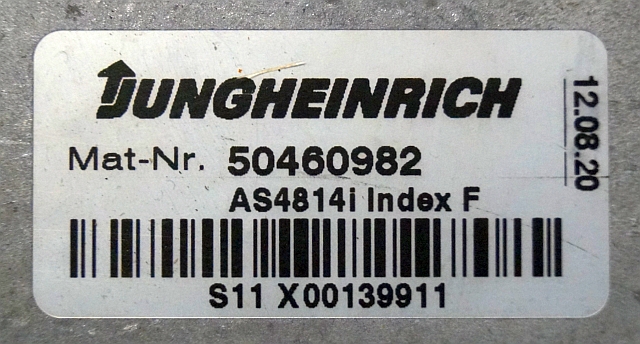 JUNGHEINRICH
Mat-Nr. 50460982
AS4814i Index F
S11 X00139911
12.08.20